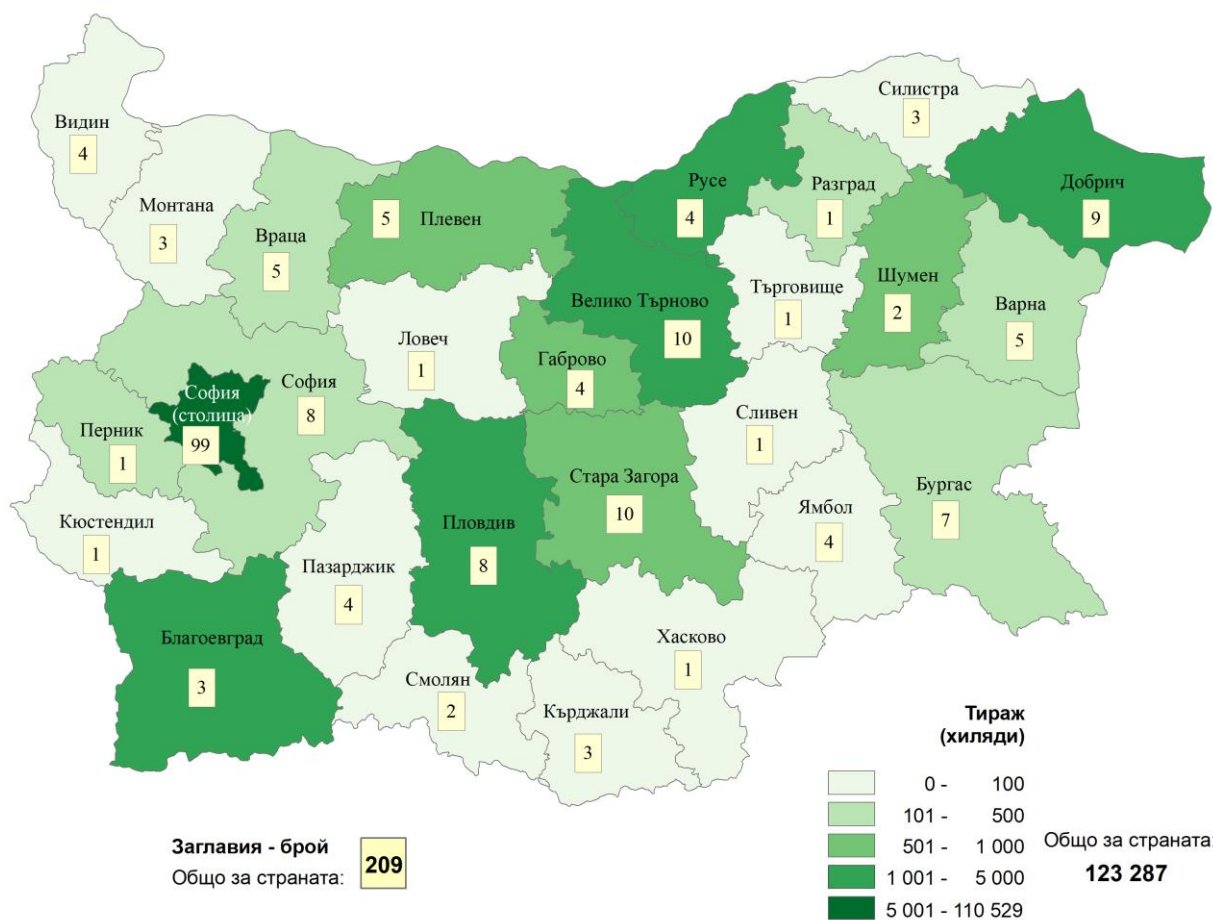 Видин
4
Монтана
3
Враца
5
5
Плевен
Русе
4
Силистра
3
Разград
1
Добрич
9
Шумен
2
Варна
5
Търговище
1
Велико Търново
10
Габрово
4
Ловеч
1
София
8
София
(столица)
99
Перник
1
Кюстендил
1
Благоевград
3
Пазарджик
4
Пловдив
8
Стара Загора
10
Сливен
1
Ямбол
4
Бургас
7
Хасково
1
Смолян
2
Кърджали
3
Заглавия - брой
Общо за страната:
209
Тираж
(хиляди)
0 - 100
101 - 500
501 - 1 000
1 001 - 5 000
5 001 - 110 529
Общо за страната:
123 287